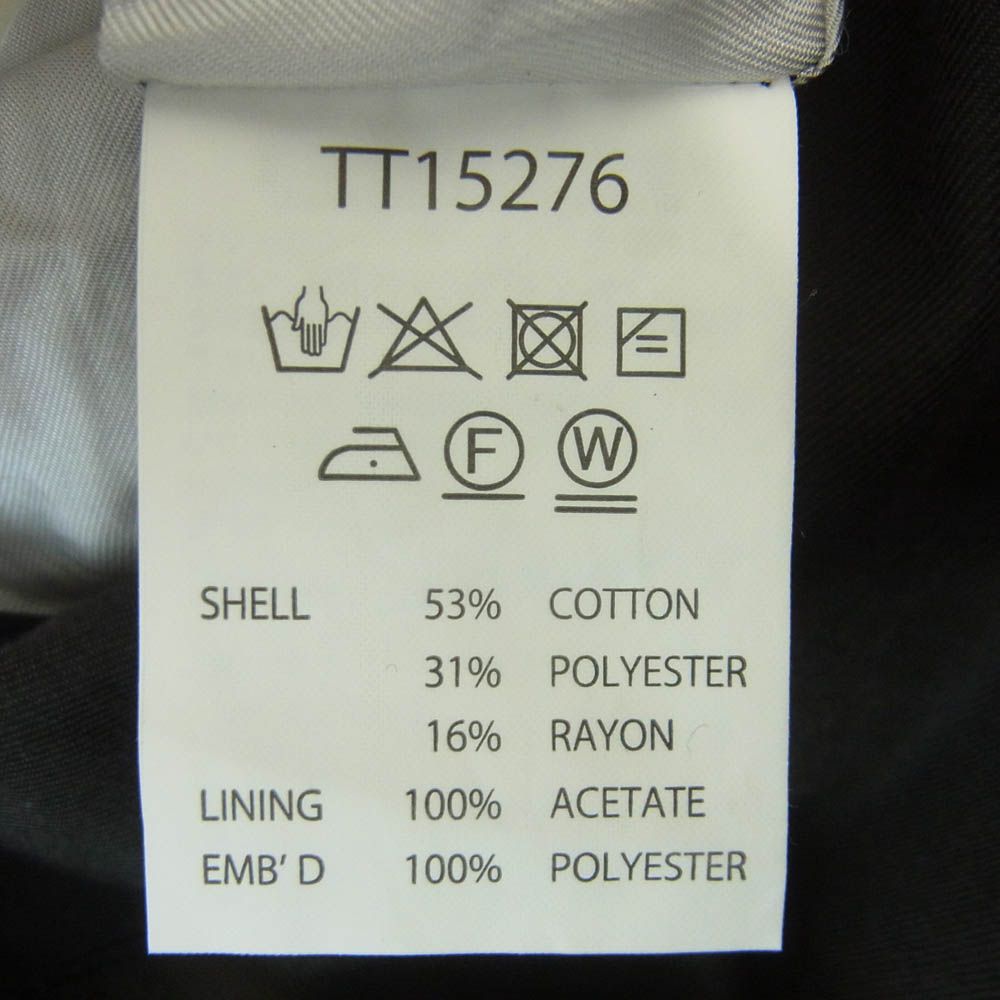 TT15276
F W
SHELL 53% COTTON
31% POLYESTER
16% RAYON
LINING 100% ACETATE
EMB' D 100% POLYESTER